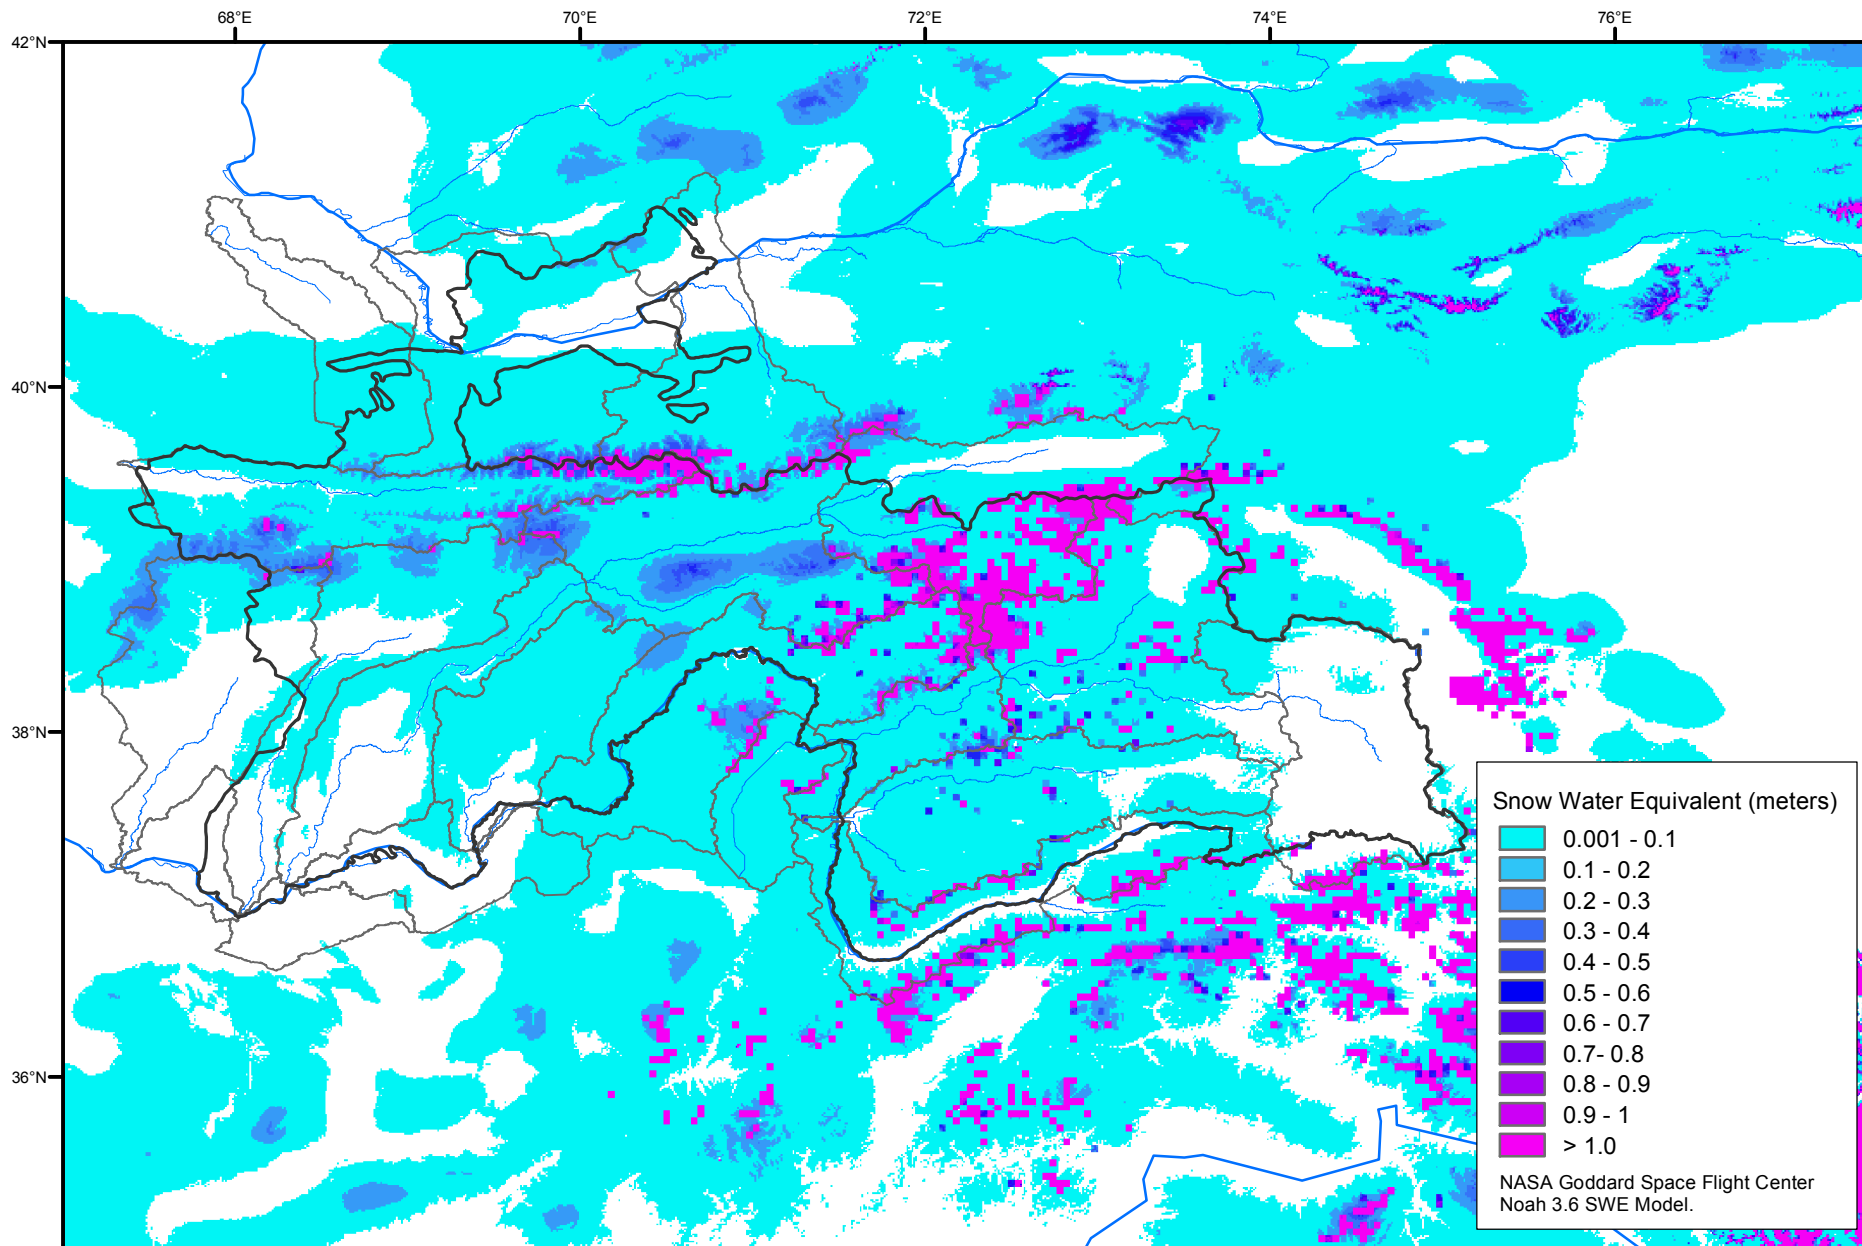 68°E 70°E 72°E 74°E 76°E
42°N
40°N
38°N
36°N
Snow Water Equivalent (meters)
0.001 - 0.1
0.1 - 0.2
0.2 - 0.3
0.3 - 0.4
0.4 - 0.5
0.5 - 0.6
0.6 - 0.7
0.7- 0.8
0.8 - 0.9
0.9 - 1
> 1.0
NASA Goddard Space Flight Center
Noah 3.6 SWE Model.